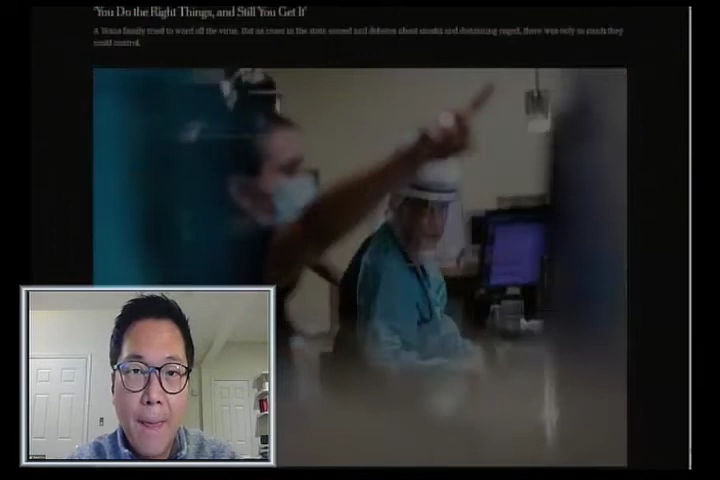 'You Do the Right Things, and Still You Get It'
A Texas family tried to ward off the virus. But as cases in the state soared and debates about masks and distancing raged, there was only so much they
could control.